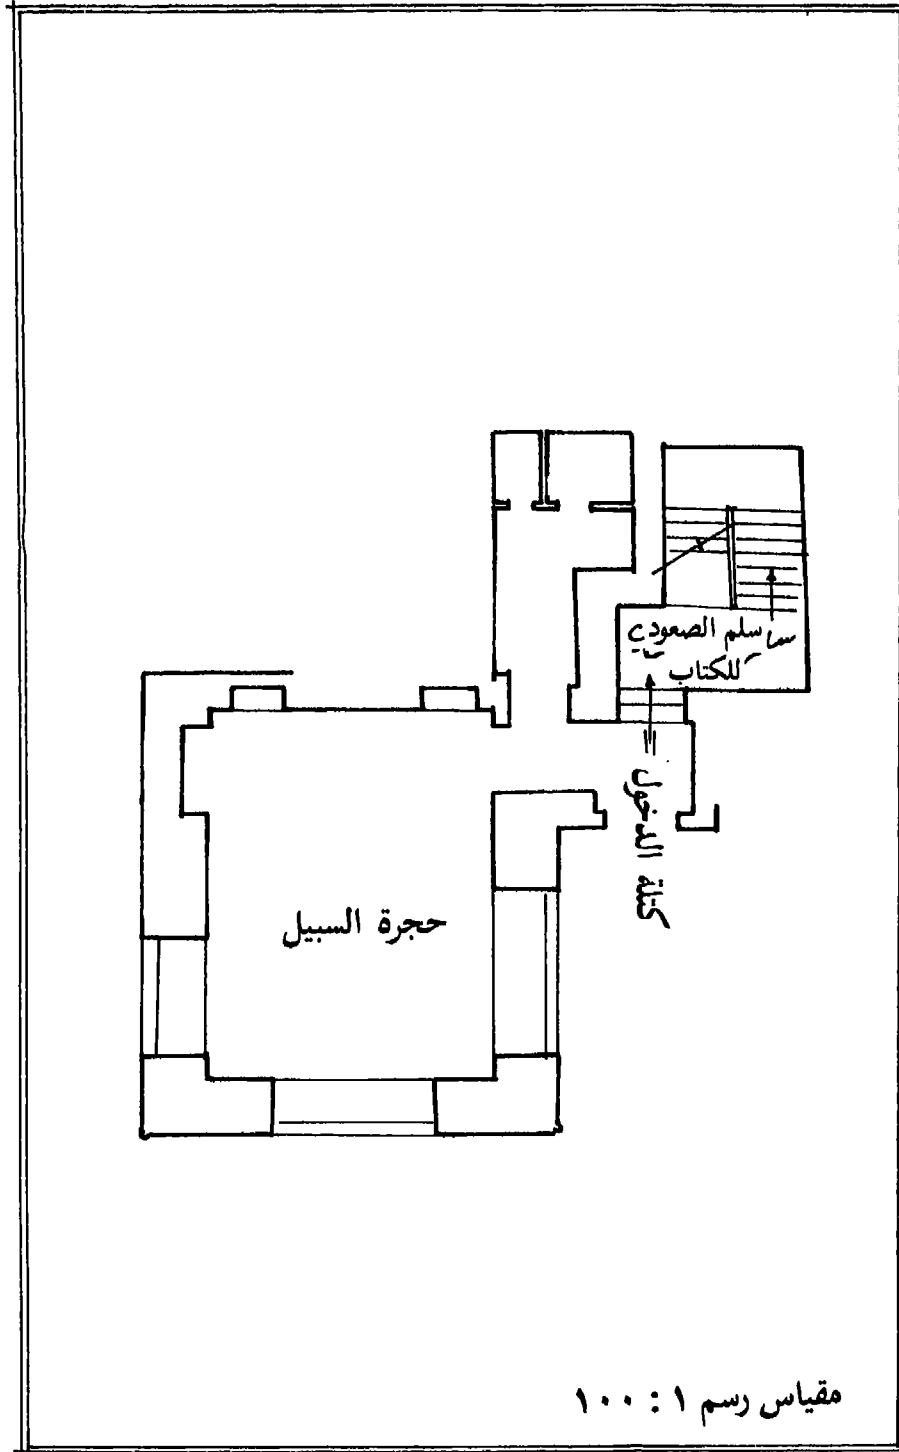 سلم الصعود
للكتاب
كتلة الدخول
حجرة السبيل
مقياس رسم ١ : ١٠٠